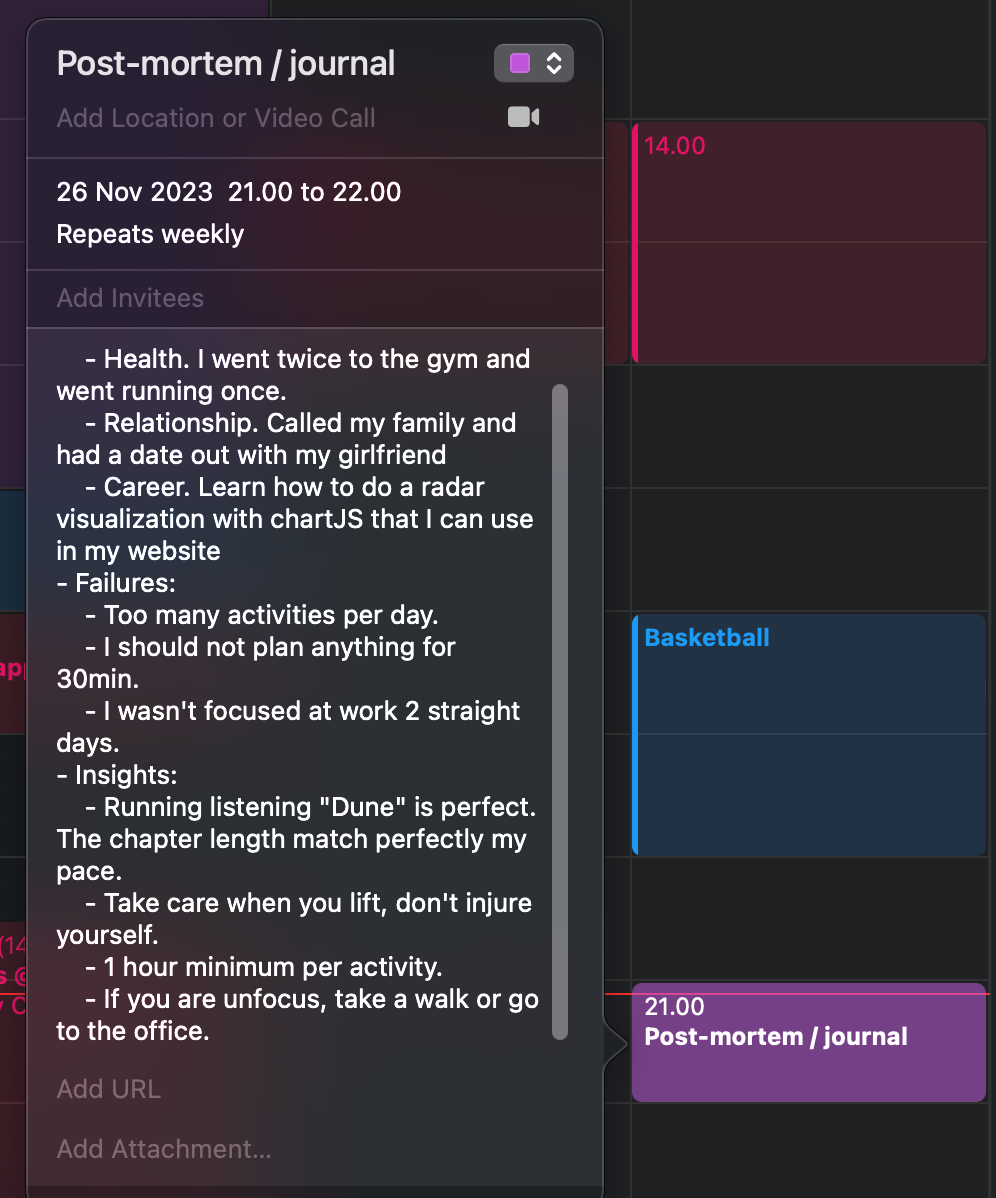 Post-mortem / journal
Add Location or Video Call
26 Nov 2023  21.00 to 22.00
Repeats weekly
Add Invitees
- Health. I went twice to the gym and
went running once.
- Relationship. Called my family and
had a date out with my girlfriend
- Career. Learn how to do a radar
visualization with chartJS that I can use
in my website
- Failures:
- Too many activities per day.
- I should not plan anything for
30min.
- I wasn't focused at work 2 straight
days.
- Insights:
- Running listening "Dune" is perfect.
The chapter length match perfectly my
pace.
- Take care when you lift, don't injure
yourself.
- 1 hour minimum per activity.
- If you are unfocus, take a walk or go
to the office.
Add URL
Add Attachment...
14.00
Basketball
21.00
Post-mortem / journal